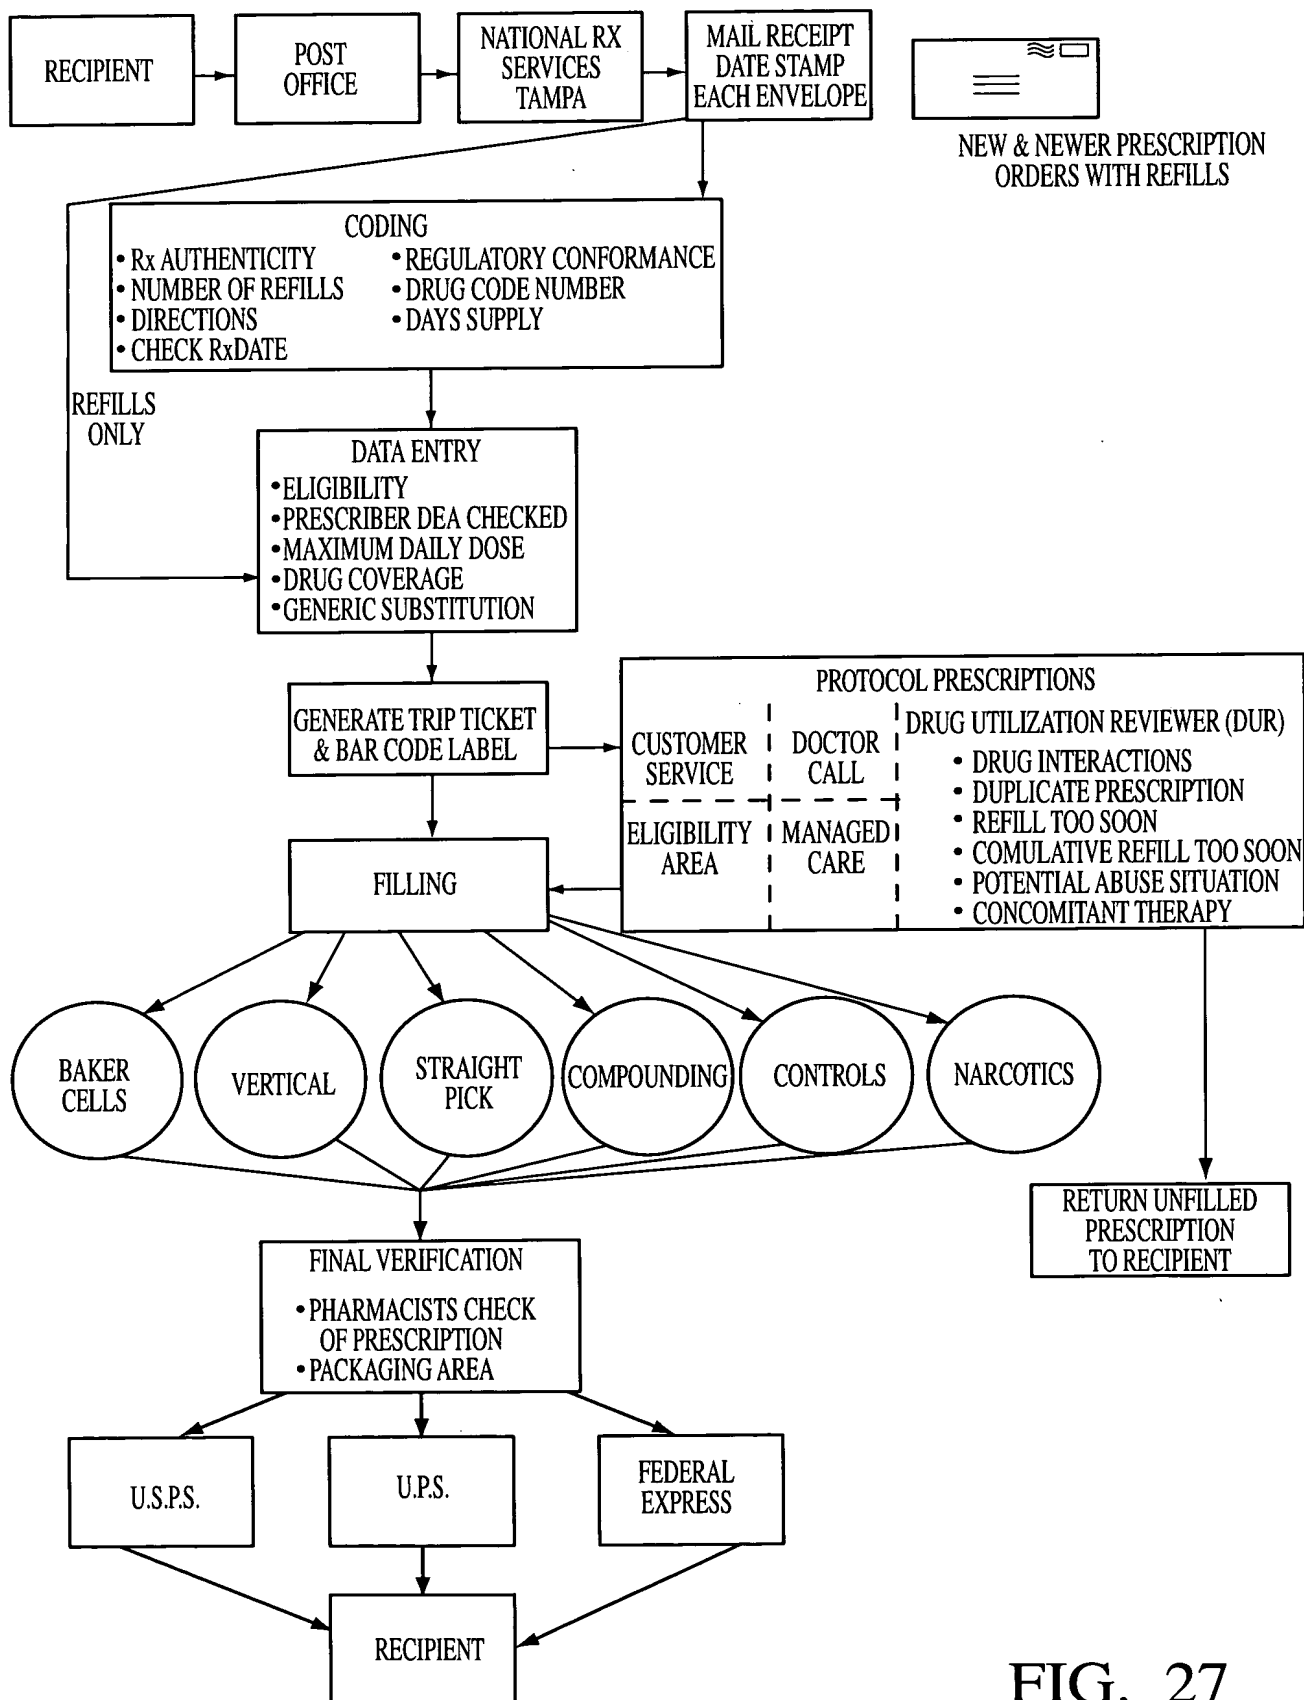 RECIPIENT
POST
OFFICE
NATIONAL RX
SERVICES
TAMPA
MAIL RECEIPT
DATE STAMP
EACH ENVELOPE
NEW & NEWER PRESCRIPTION
ORDERS WITH REFILLS
CODING
• Rx AUTHENTICITY
• NUMBER OF REFILLS
• DIRECTIONS
• CHECK RxDATE
• REGULATORY CONFORMANCE
• DRUG CODE NUMBER
• DAYS SUPPLY
REFILLS
ONLY
DATA ENTRY
• ELIGIBILITY
• PRESCRIBER DEA CHECKED
• MAXIMUM DAILY DOSE
• DRUG COVERAGE
• GENERIC SUBSTITUTION
GENERATE TRIP TICKET
& BAR CODE LABEL
PROTOCOL PRESCRIPTIONS
CUSTOMER
SERVICE
DOCTOR
CALL
ELIGIBILITY
AREA
MANAGED
CARE
DRUG UTILIZATION REVIEWER (DUR)
• DRUG INTERACTIONS
• DUPLICATE PRESCRIPTION
• REFILL TOO SOON
• COMULATIVE REFILL TOO SOON
• POTENTIAL ABUSE SITUATION
• CONCOMITANT THERAPY
FILLING
BAKER
CELLS
VERTICAL
STRAIGHT
PICK
COMPOUNDING
CONTROLS
NARCOTICS
RETURN UNFILLED
PRESCRIPTION
TO RECIPIENT
FINAL VERIFICATION
• PHARMACISTS CHECK
OF PRESCRIPTION
• PACKAGING AREA
U.S.P.S.
U.P.S.
FEDERAL
EXPRESS
RECIPIENT
FIG. 27